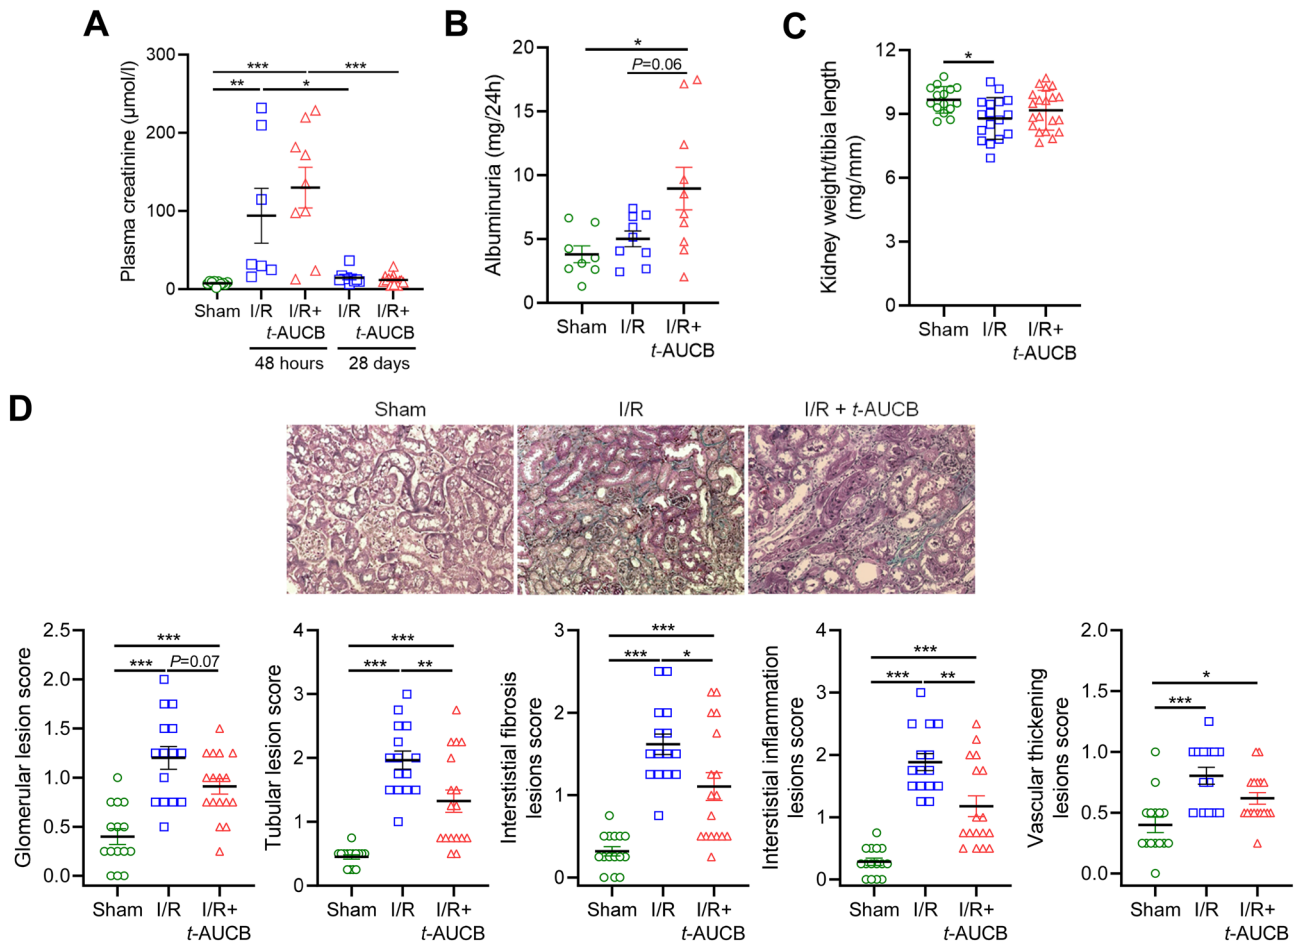 A
Plasma creatinine (µmol/l)
300
200
100
0
***
***
**
*
Sham
I/R
I/R+
t-AUCB
I/R
I/R+
t-AUCB
48 hours
28 days
B
Albuminuria (mg/24h)
20
15
10
5
0
*
P=0.06
Sham
I/R
I/R+
t-AUCB
C
Kidney weight/tibia length
(mg/mm)
12
9
6
3
0
*
Sham
I/R
I/R+
t-AUCB
D
Sham
I/R
I/R + t-AUCB
Glomerular lesion score
2.5
2.0
1.5
1.0
0.5
0.0
***
***
P=0.07
Sham
I/R
I/R+
t-AUCB
Tubular lesion score
4
3
2
1
0
***
***
**
Sham
I/R
I/R+
t-AUCB
Interstistial fibrosis
lesions score
3
2
1
0
***
***
*
Sham
I/R
I/R+
t-AUCB
Interstistial inflammation
lesions score
4
3
2
1
0
***
***
**
Sham
I/R
I/R+
t-AUCB
Vascular thickening
lesions score
2.0
1.5
1.0
0.5
0.0
*
***
Sham
I/R
I/R+
t-AUCB